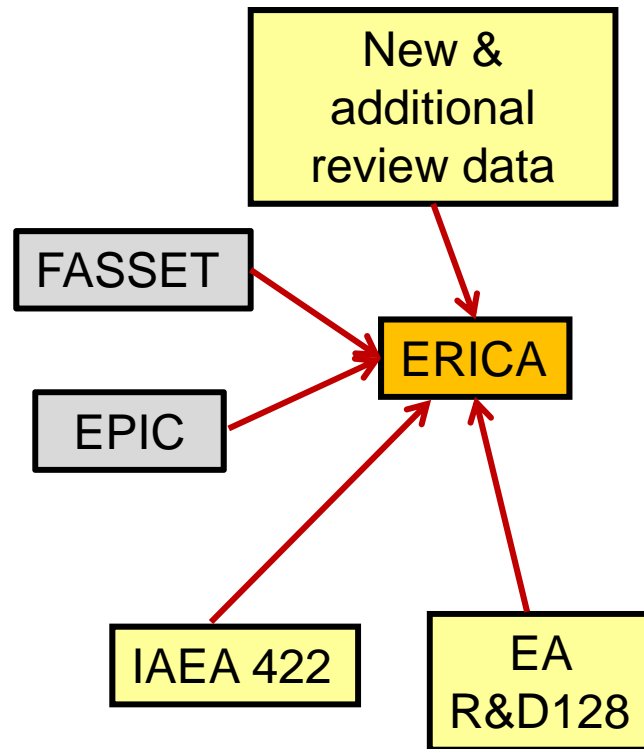 New &
additional
review data
FASSET
ERICA
EPIC
IAEA 422
EA
R&D128